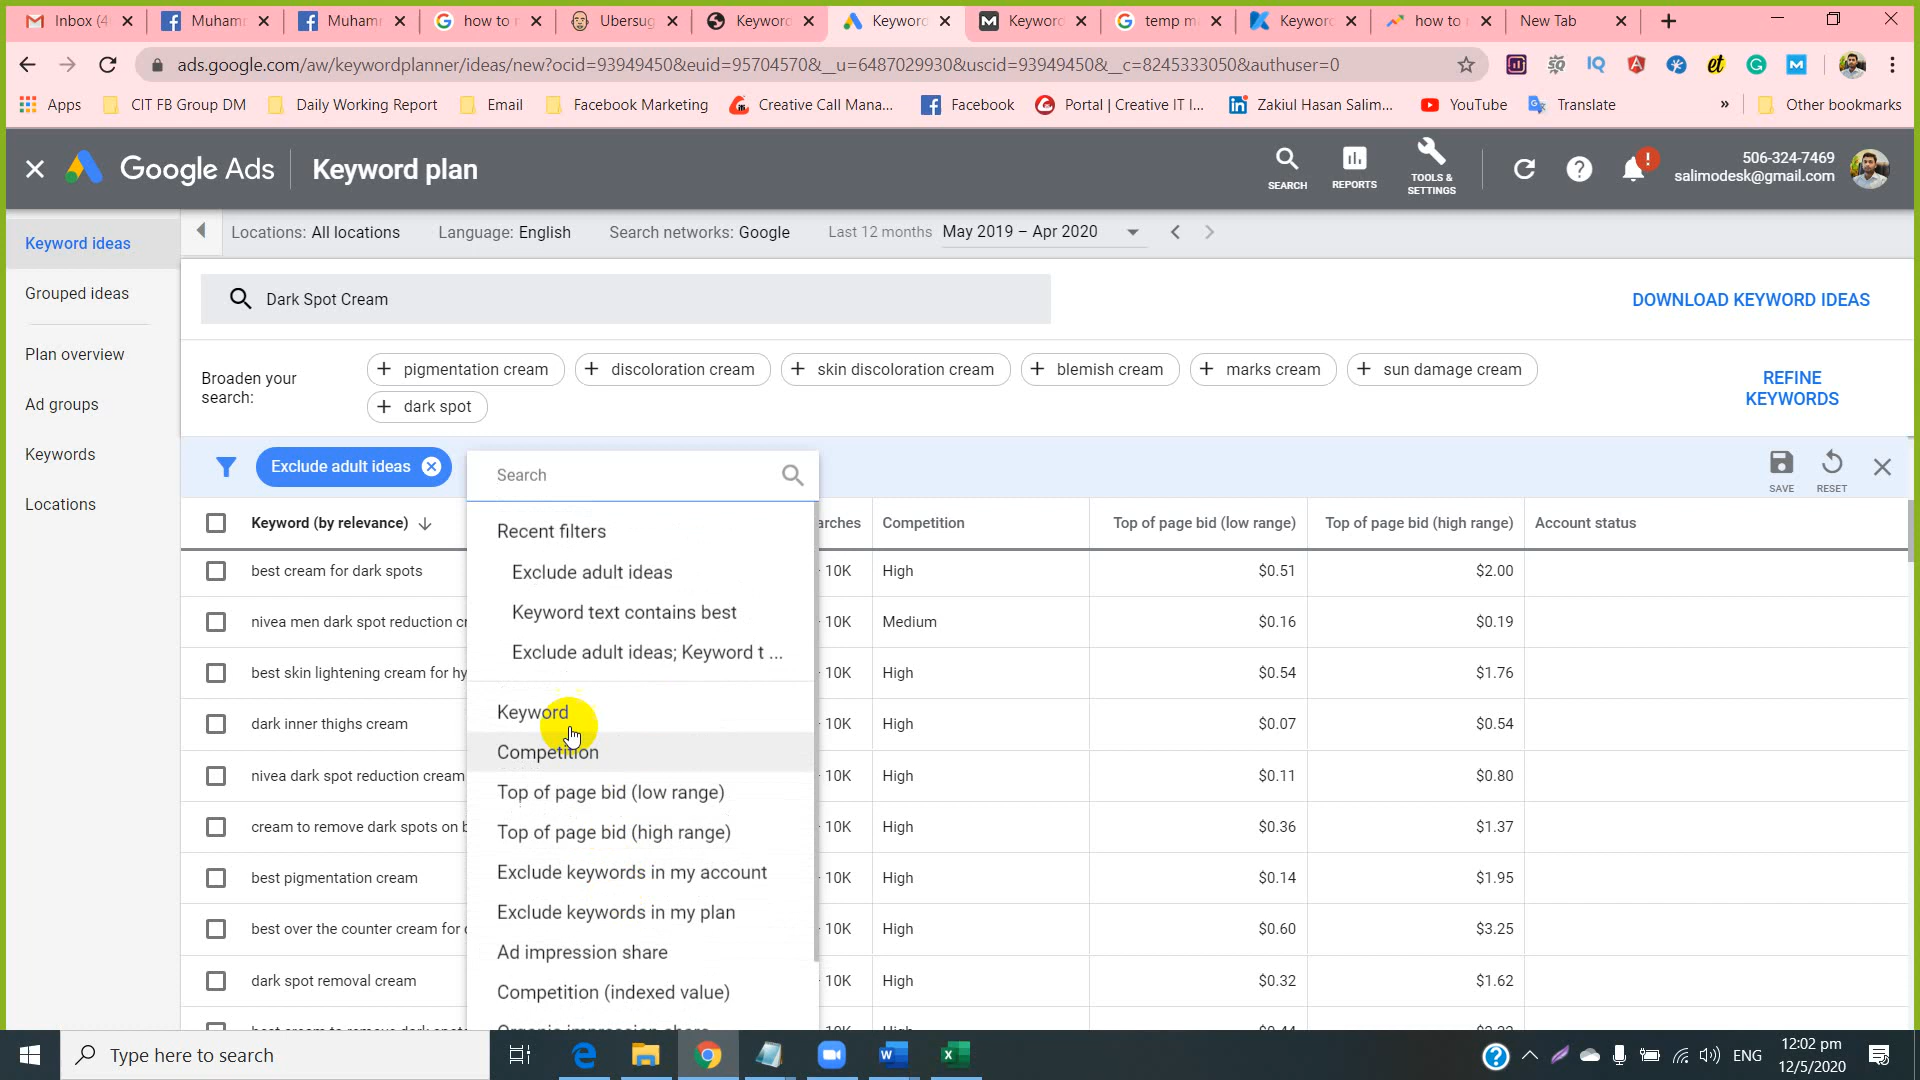 Inbox (4
Muhamm
Muhamm
how to r
Ubersug
Keyword
Keyword
Keyword
temp m
Keyword
how to
New Tab
ads.google.com/aw/keywordplanner/ideas/new?ocid=93949450&euid=95704570&__u=6487029930&uscid=93949450&__c=8245333050&authuser=0
Apps
CIT FB Group DM
Daily Working Report
Email
Facebook Marketing
Creative Call Mana...
Facebook
Portal | Creative IT I...
Zakiul Hasan Salim...
YouTube
Translate
»
Other bookmarks
Google Ads
Keyword plan
SEARCH
REPORTS
TOOLS &
SETTINGS
506-324-7469
salimodesk@gmail.com
Keyword ideas
Grouped ideas
Plan overview
Ad groups
Keywords
Locations
Locations: All locations
Language: English
Search networks: Google
Last 12 months May 2019 – Apr 2020
Dark Spot Cream
DOWNLOAD KEYWORD IDEAS
Broaden your
search:
+ pigmentation cream
+ discoloration cream
+ skin discoloration cream
+ blemish cream
+ marks cream
+ sun damage cream
+ dark spot
REFINE
KEYWORDS
Exclude adult ideas
SAVE
RESET
Search
Recent filters
Exclude adult ideas
Keyword text contains best
Exclude adult ideas; Keyword t ...
Keyword
Competition
Top of page bid (low range)
Top of page bid (high range)
Exclude keywords in my account
Exclude keywords in my plan
Ad impression share
Competition (indexed value)
Organic impression share
Keyword (by relevance) arches Competition Top of page bid (low range) Top of page bid (high range) Account status
best cream for dark spots 10K High $0.51 $2.00
nivea men dark spot reduction cr 10K Medium $0.16 $0.19
best skin lightening cream for hy 10K High $0.54 $1.76
dark inner thighs cream 10K High $0.07 $0.54
nivea dark spot reduction cream 10K High $0.11 $0.80
cream to remove dark spots on b 10K High $0.36 $1.37
best pigmentation cream 10K High $0.14 $1.95
best over the counter cream for 10K High $0.60 $3.25
dark spot removal cream 10K High $0.32 $1.62
Type here to search
ENG
12:02 pm
12/5/2020